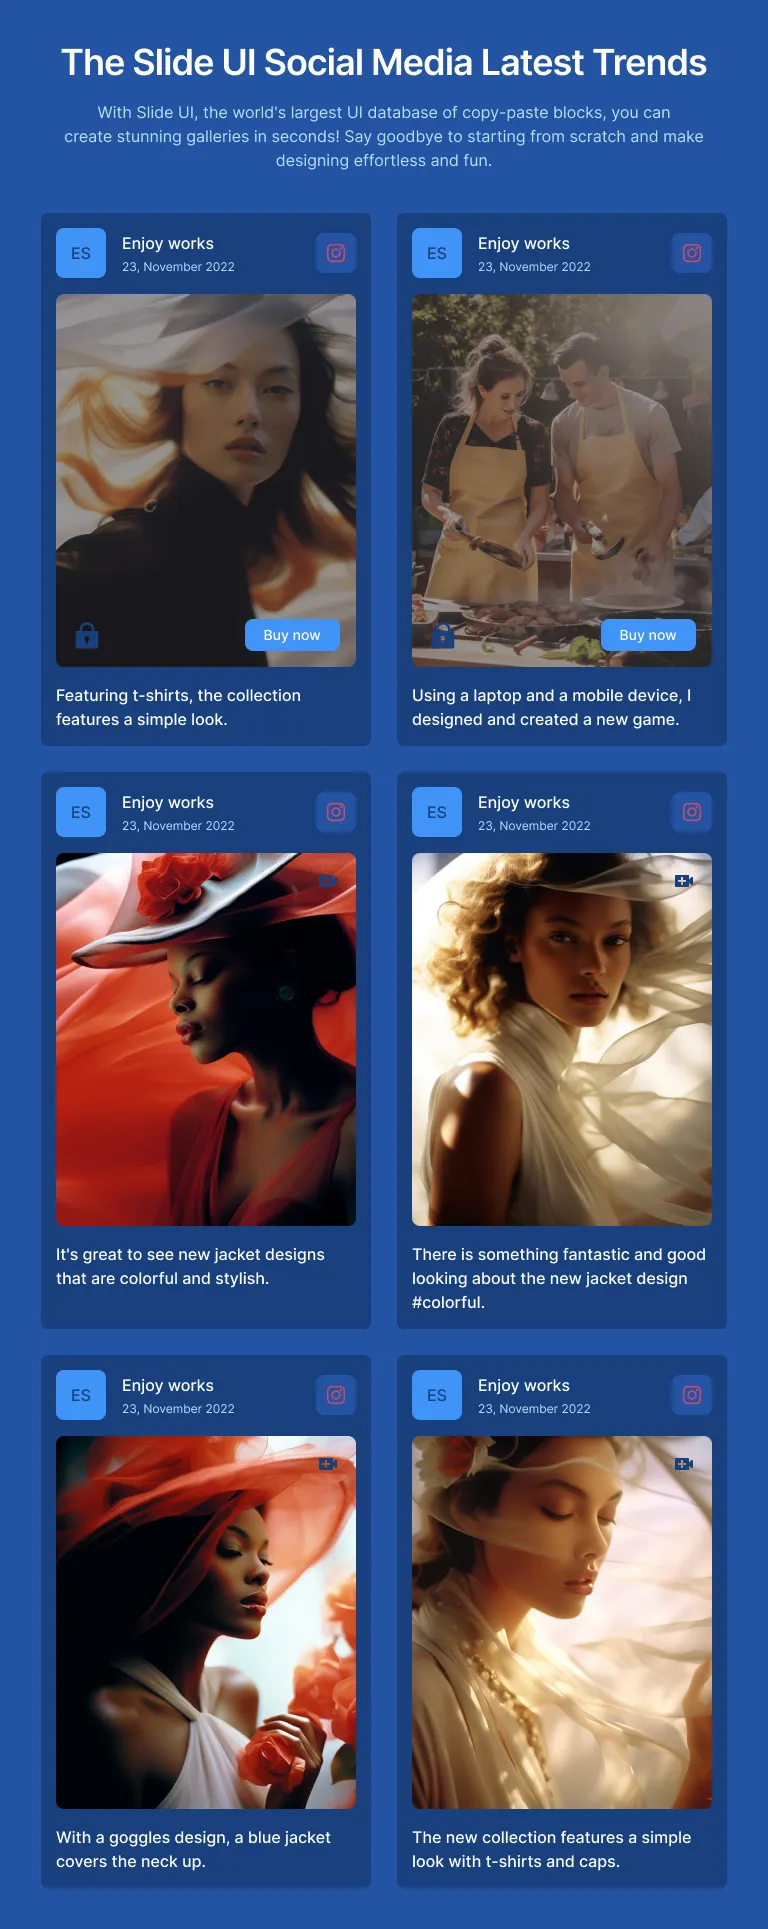 The Slide UI Social Media Latest Trends
With Slide UI, the world's largest UI database of copy-paste blocks, you can
create stunning galleries in seconds! Say goodbye to starting from scratch and make
designing effortless and fun.
ES
Enjoy works
23, November 2022
Buy now
Featuring t-shirts, the collection
features a simple look.
ES
Enjoy works
23, November 2022
Buy now
Using a laptop and a mobile device, I
designed and created a new game.
ES
Enjoy works
23, November 2022
It's great to see new jacket designs
that are colorful and stylish.
ES
Enjoy works
23, November 2022
There is something fantastic and good
looking about the new jacket design
#colorful.
ES
Enjoy works
23, November 2022
With a goggles design, a blue jacket
covers the neck up.
ES
Enjoy works
23, November 2022
The new collection features a simple
look with t-shirts and caps.